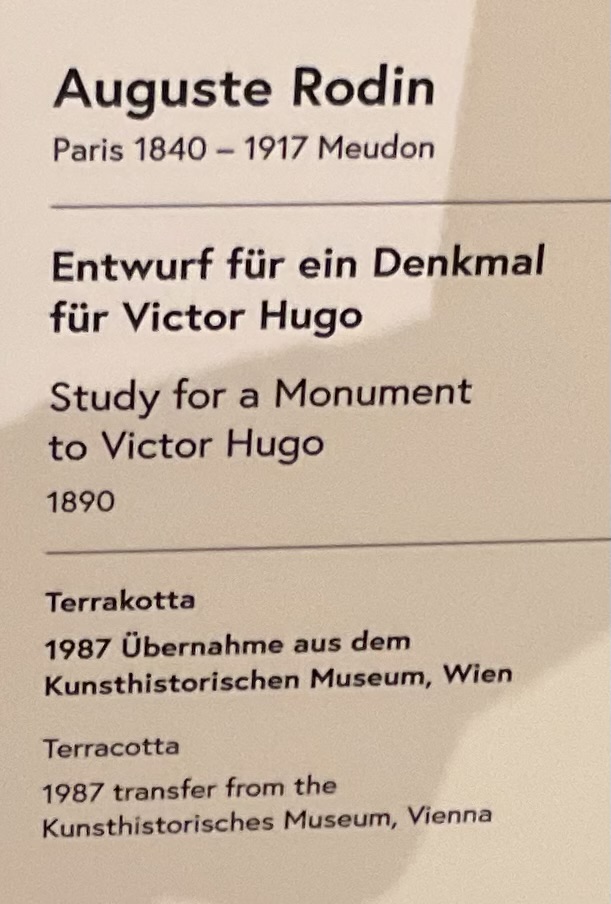 Auguste Rodin
Paris 1840 – 1917 Meudon
Entwurf für ein Denkmal
für Victor Hugo
Study for a Monument
to Victor Hugo
1890
Terrakotta
1987 Übernahme aus dem
Kunsthistorischen Museum, Wien
Terracotta
1987 transfer from the
Kunsthistorisches Museum, Vienna